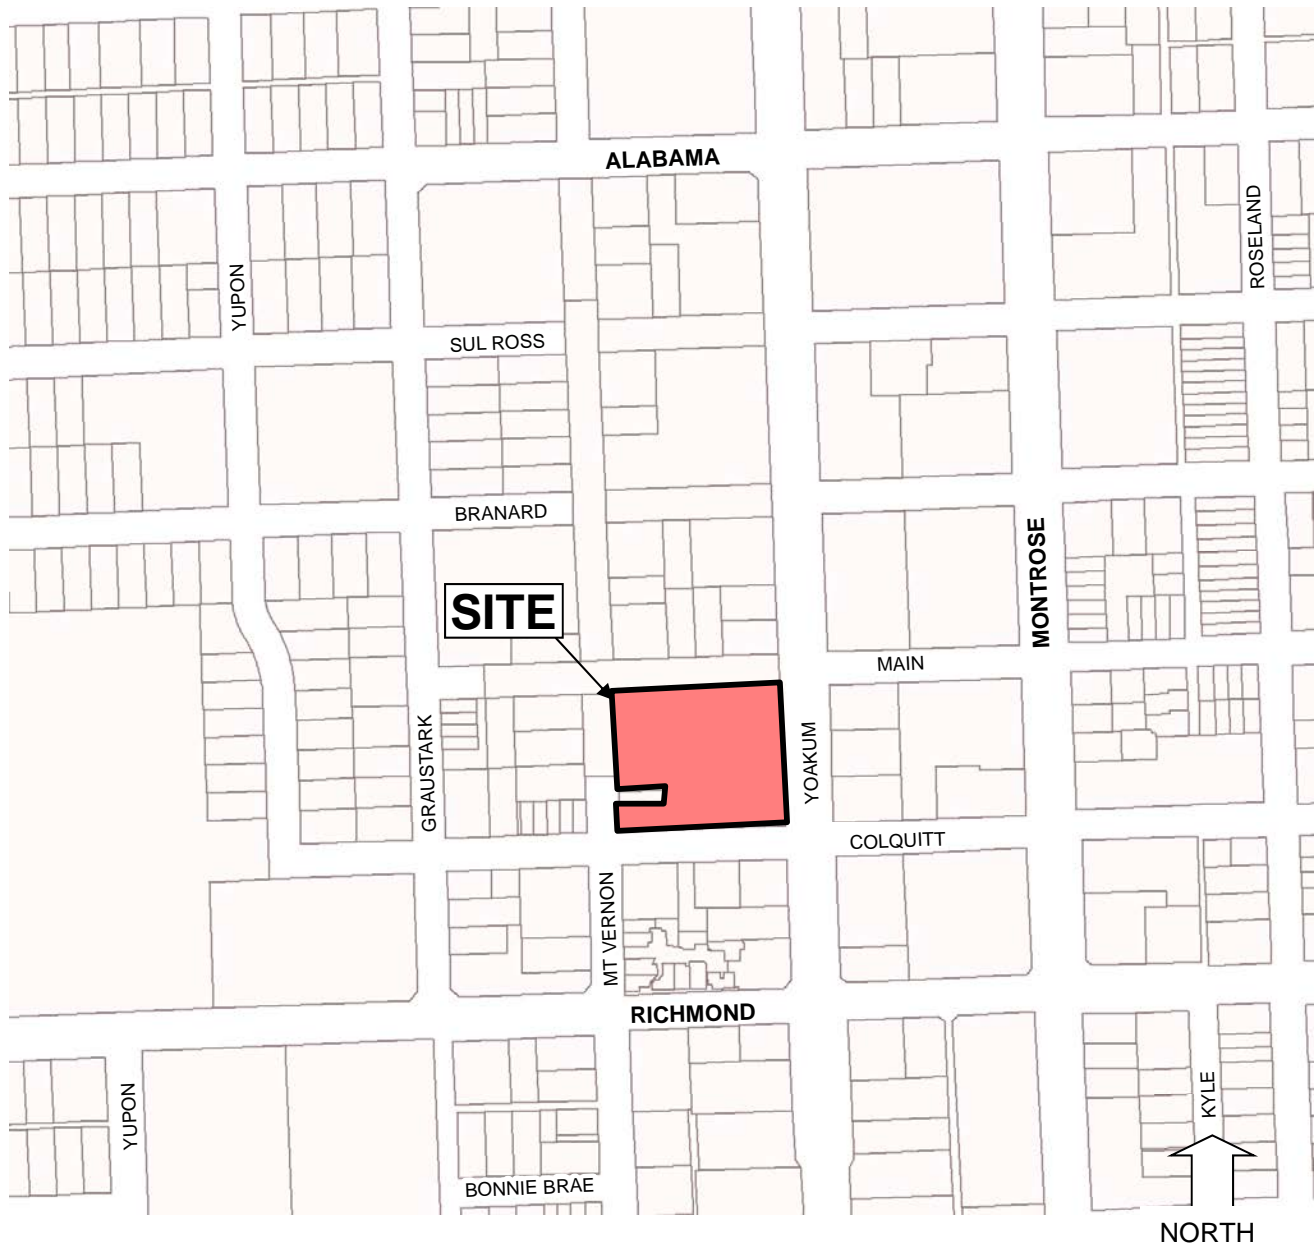 ALABAMA
ROSELAND
YUPON
SUL ROSS
BRANARD
MONTROSE
SITE
MAIN
GRAUSTARK
YOAKUM
COLQUITT
MT VERNON
RICHMOND
KYLE
YUPON
BONNIE BRAE
NORTH